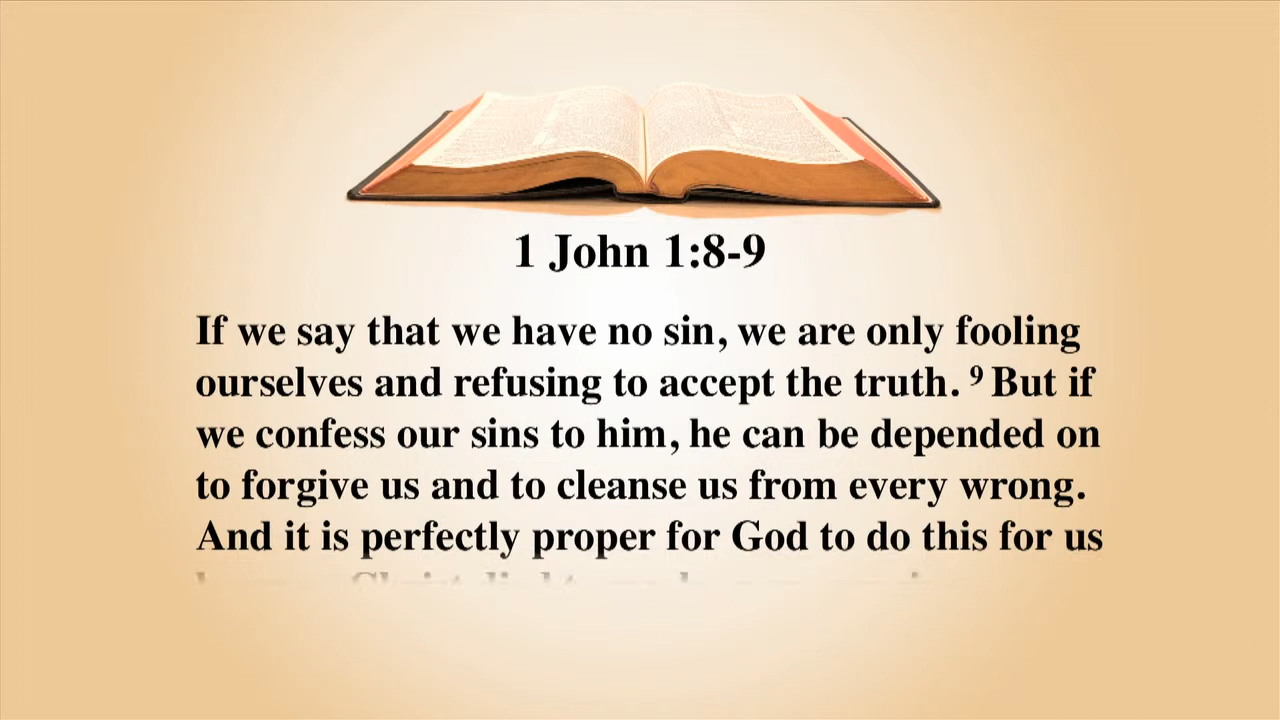 1 John 1:8-9
If we say that we have no sin, we are only fooling
ourselves and refusing to accept the truth. 9 But if
we confess our sins to him, he can be depended on
to forgive us and to cleanse us from every wrong.
And it is perfectly proper for God to do this for us